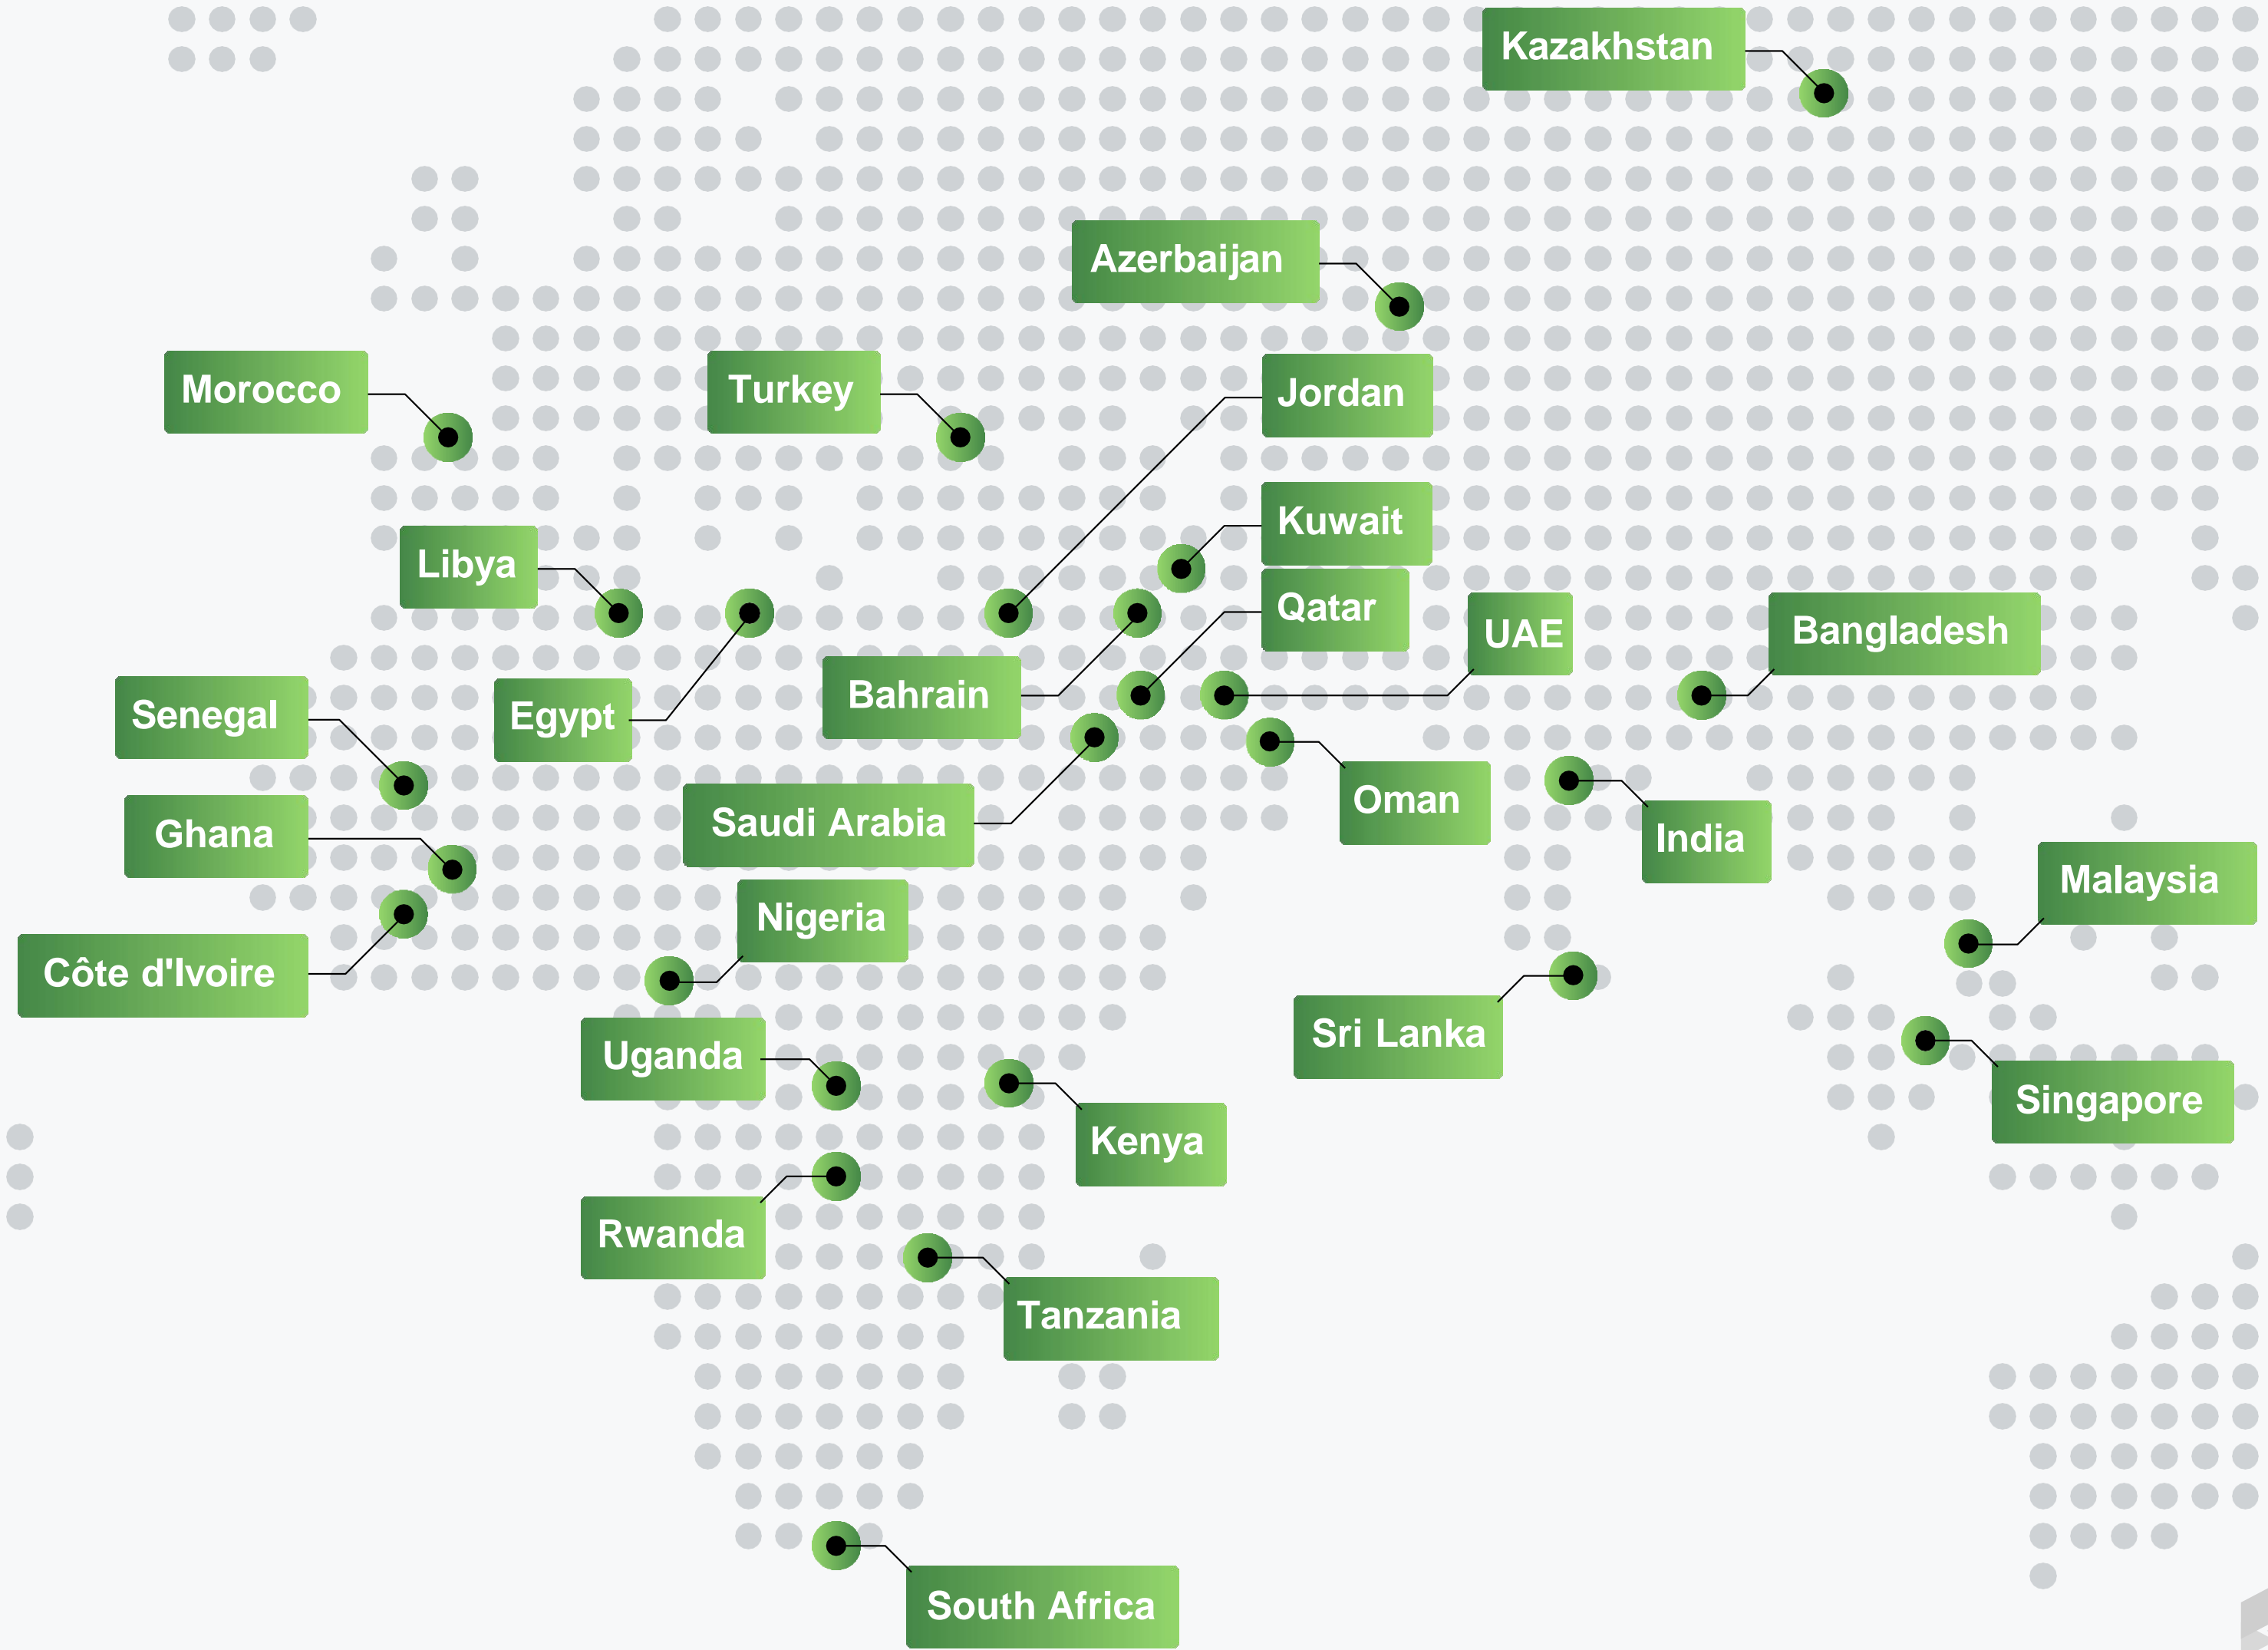 Kazakhstan
Azerbaijan
Morocco
Turkey
Jordan
Kuwait
Libya
Qatar
UAE
Bangladesh
Bahrain
Senegal
Egypt
Oman
Saudi Arabia
Ghana
India
Malaysia
Nigeria
Côte d'Ivoire
Sri Lanka
Uganda
Singapore
Kenya
Rwanda
Tanzania
South Africa